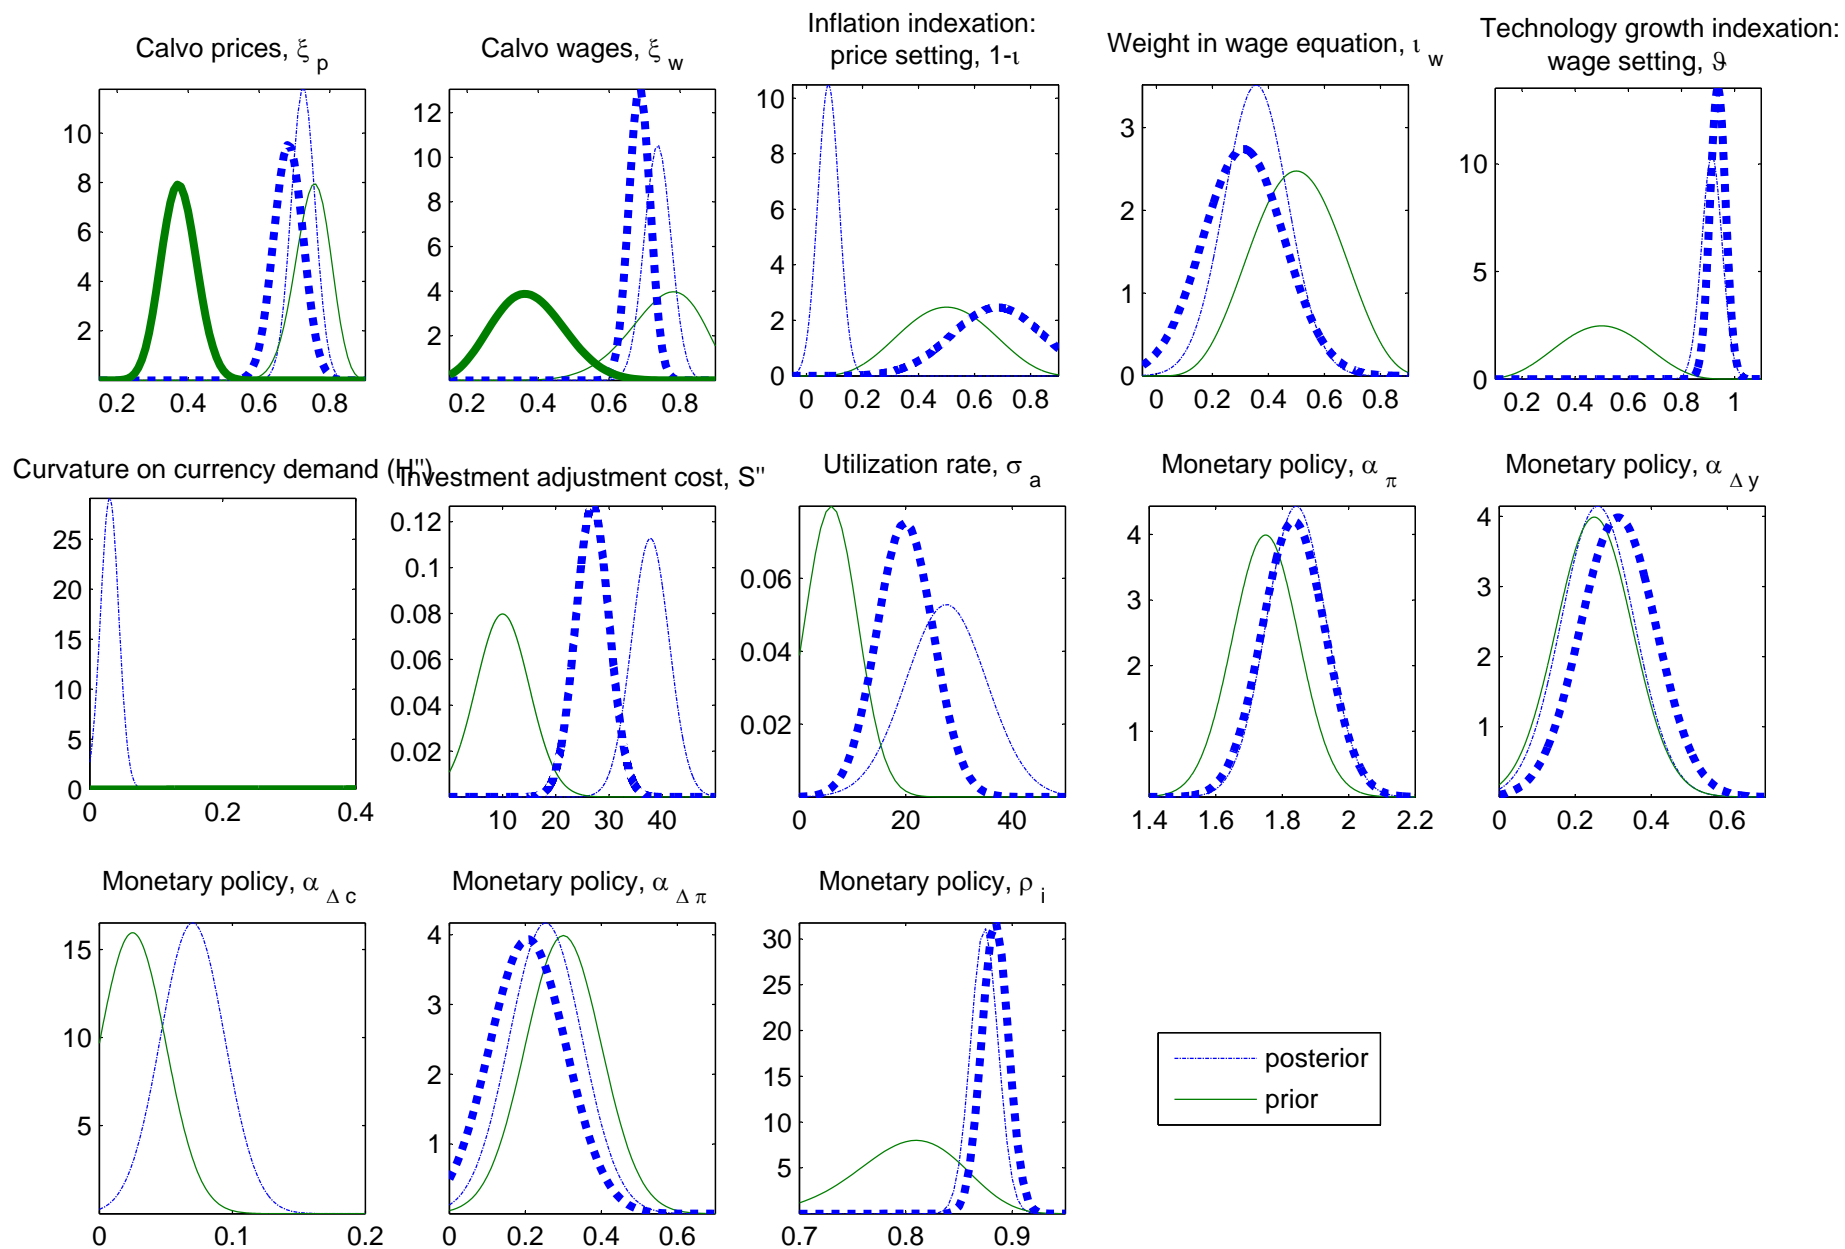 Calvo prices, ξ p
Calvo wages, ξ w
Inflation indexation:
price setting, 1-ι
Weight in wage equation, ι w
Technology growth indexation:
wage setting, ϑ
10
8
6
4
2
0.2 0.4 0.6 0.8
12
10
8
6
4
2
0.2 0.4 0.6 0.8
10
8
6
4
2
0
0 0.2 0.4 0.6 0.8
3
2
1
0
0 0.2 0.4 0.6 0.8
10
5
0
0.2 0.4 0.6 0.8 1
Curvature on currency demand (H'')
Investment adjustment cost, S''
Utilization rate, σ a
Monetary policy, α π
Monetary policy, α Δ y
25
20
15
10
5
0
0 0.2 0.4
0.12
0.1
0.08
0.06
0.04
0.02
10 20 30 40
0.06
0.04
0.02
0 20 40
4
3
2
1
1.4 1.6 1.8 2 2.2
4
3
2
1
0 0.2 0.4 0.6
Monetary policy, α Δ c
Monetary policy, α Δ π
Monetary policy, ρ i
15
10
5
0 0.1 0.2
4
3
2
1
0 0.2 0.4 0.6
30
25
20
15
10
5
0.7 0.8 0.9
posterior
prior